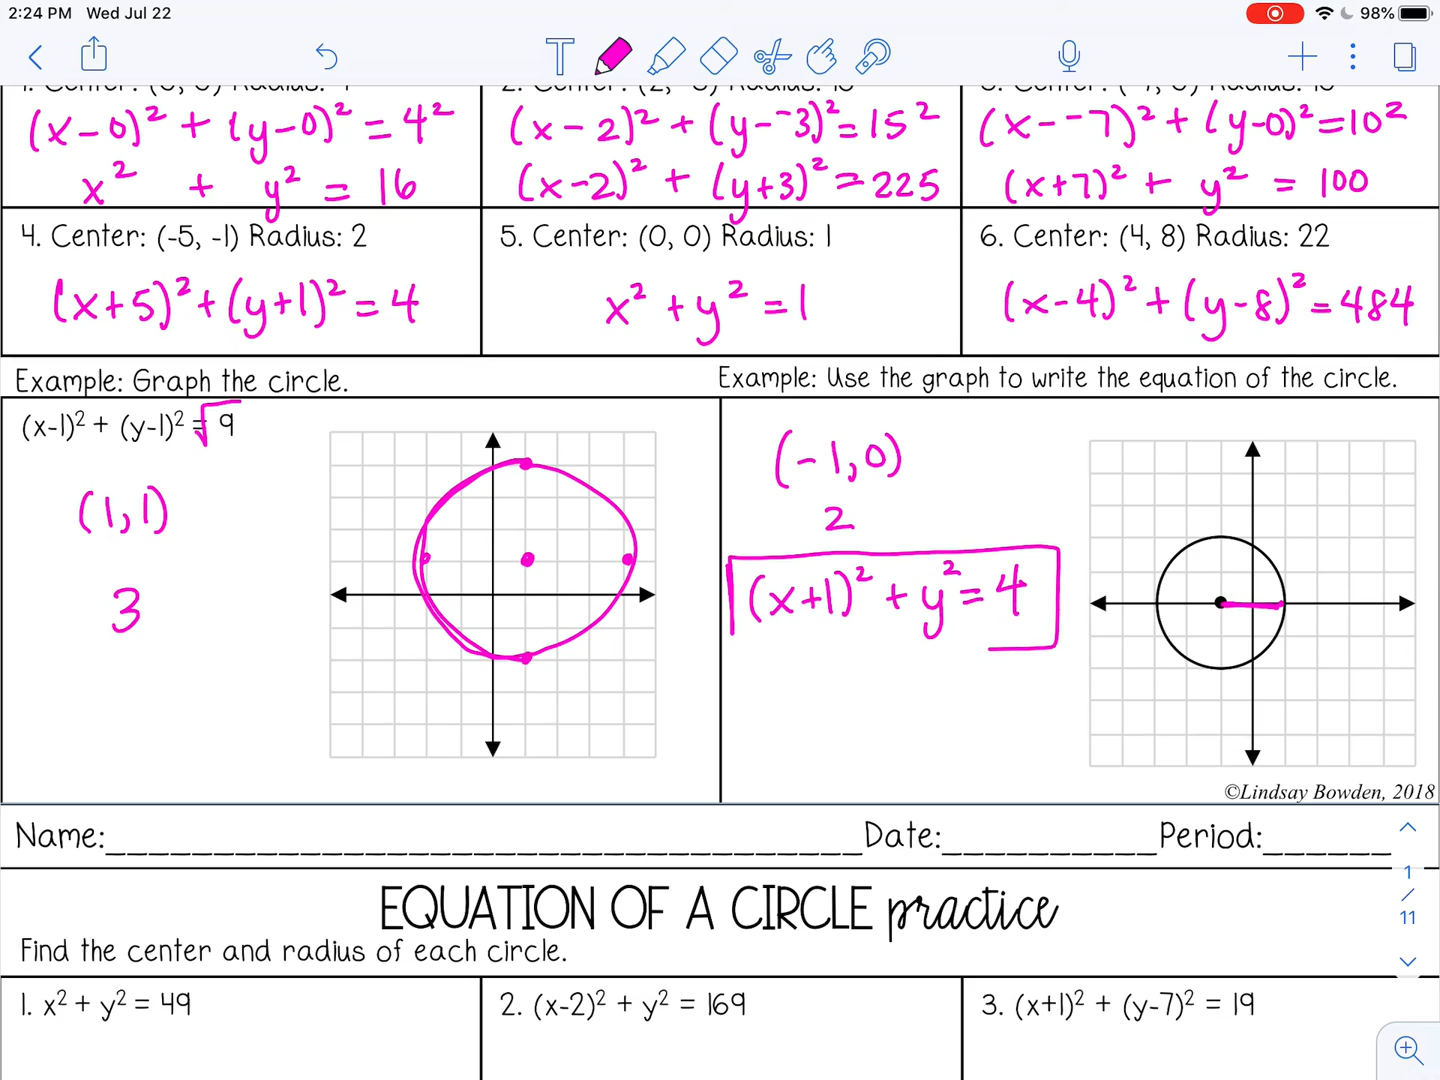 2:24 PM Wed Jul 22 98%
(x-0)² + (y-0)² = 4²
x² + y² = 16
(x-2)² + (y--3)² = 15²
(x-2)² + (y+3)² = 225
(x--7)² + (y-0)² = 10²
(x+7)² + y² = 100
4. Center: (-5, -1) Radius: 2
(x+5)² + (y+1)² = 4
5. Center: (0, 0) Radius: 1
x² + y² = 1
6. Center: (4, 8) Radius: 22
(x-4)² + (y-8)² = 484
Example: Graph the circle.
(x-1)² + (y-1)² = √9
(1,1)
3
Example: Use the graph to write the equation of the circle.
(-1,0)
2
(x+1)² + y² = 4
©Lindsay Bowden, 2018
Name: Date: Period:
EQUATION OF A CIRCLE practice
Find the center and radius of each circle.
1. x² + y² = 49
2. (x-2)² + y² = 169
3. (x+1)² + (y-7)² = 19
1
/
11